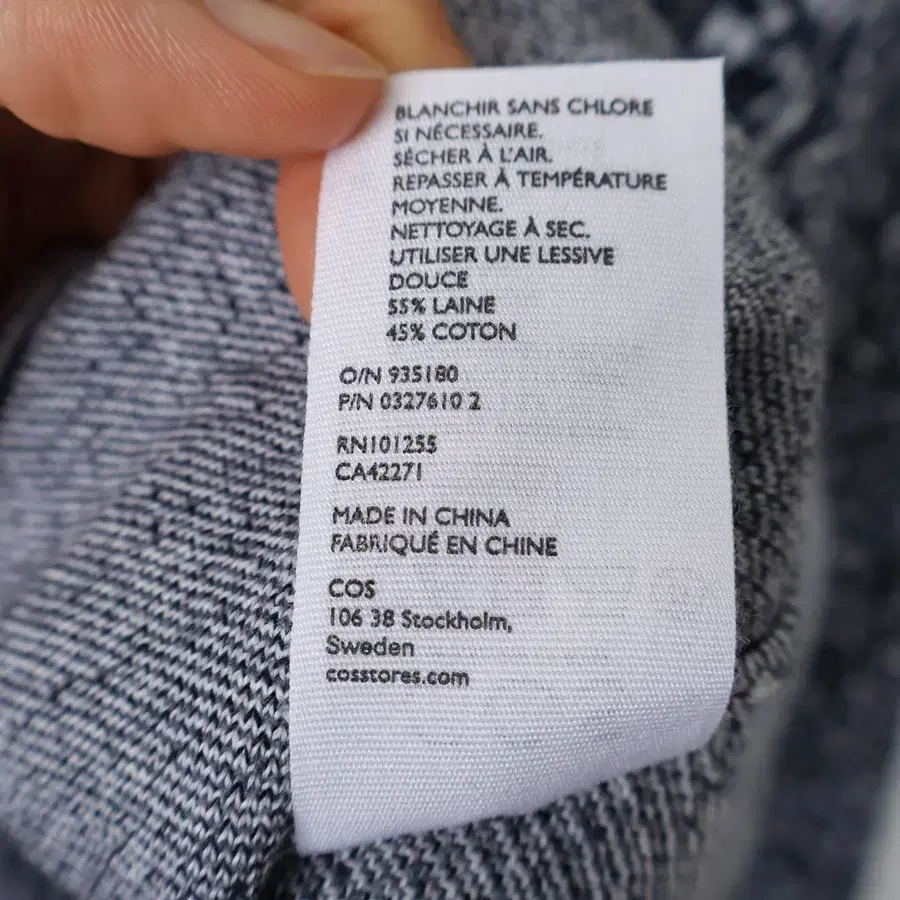 BLANCHIR SANS CHLORE
SI NÉCESSAIRE.
SÉCHER À L'AIR.
REPASSER À TEMPÉRATURE
MOYENNE.
NETTOYAGE À SEC.
UTILISER UNE LESSIVE
DOUCE
55% LAINE
45% COTON
O/N 935180
P/N 0327610 2
RN101255
CA42271
MADE IN CHINA
FABRIQUÉ EN CHINE
COS
106 38 Stockholm,
Sweden
cosstores.com